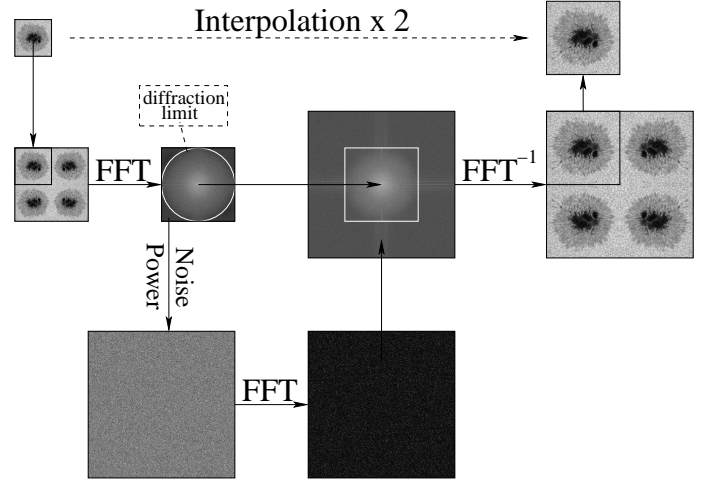 Interpolation x 2
diffraction
limit
FFT
FFT⁻¹
Noise
Power
FFT